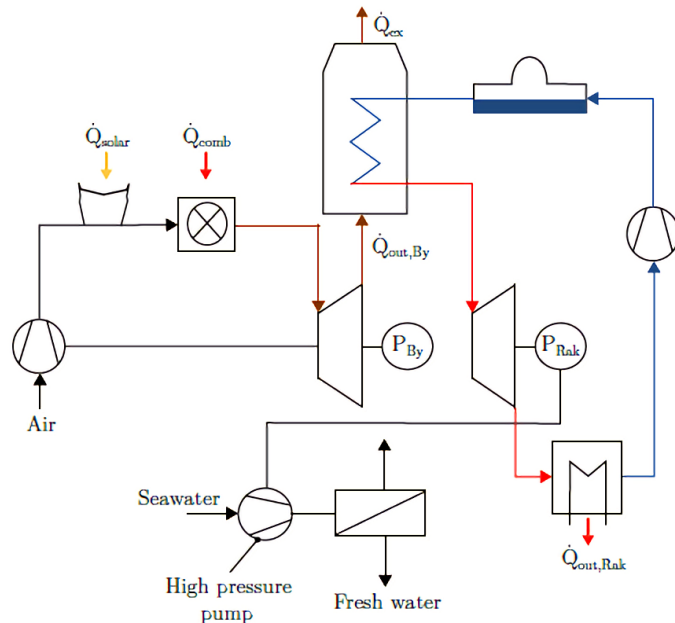 Q̇ex
Q̇solar
Q̇comb
Q̇out,By
PBy
PRak
Air
Seawater
Q̇out,Rak
High pressure
pump
Fresh water